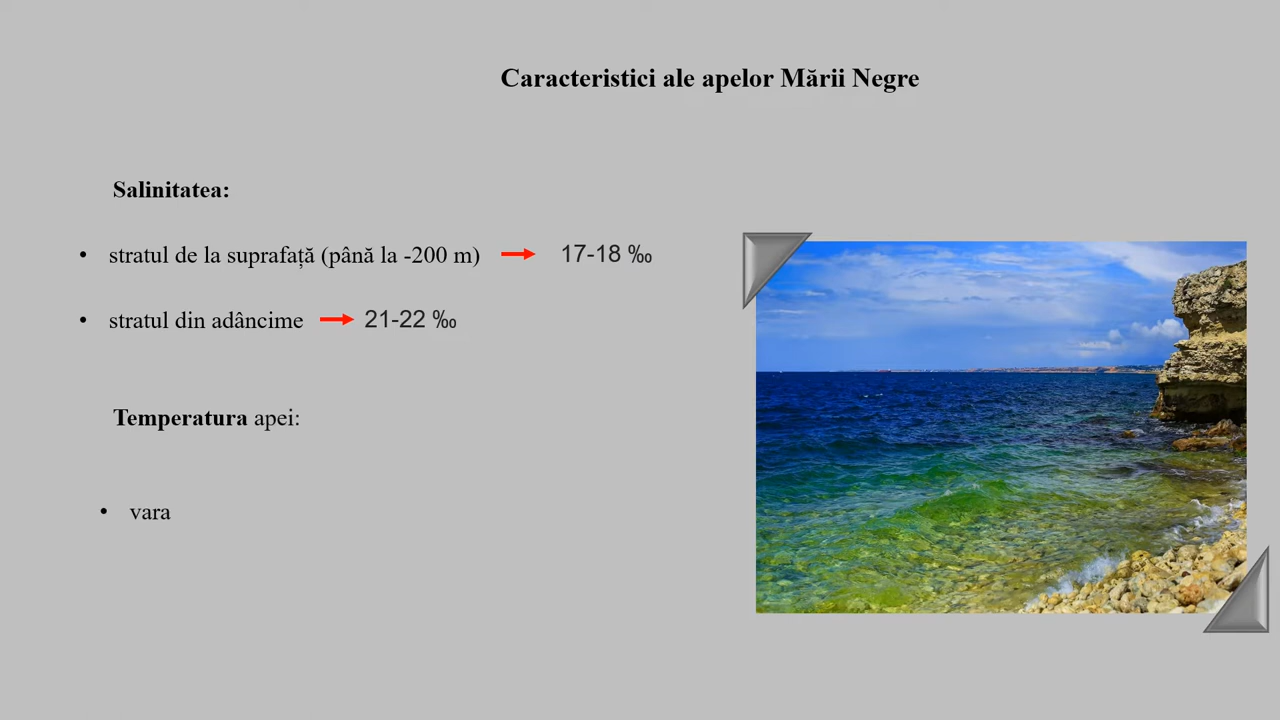 Caracteristici ale apelor Mării Negre
Salinitatea:
• stratul de la suprafață (până la -200 m) → 17-18 ‰
• stratul din adâncime → 21-22 ‰
Temperatura apei:
• vara